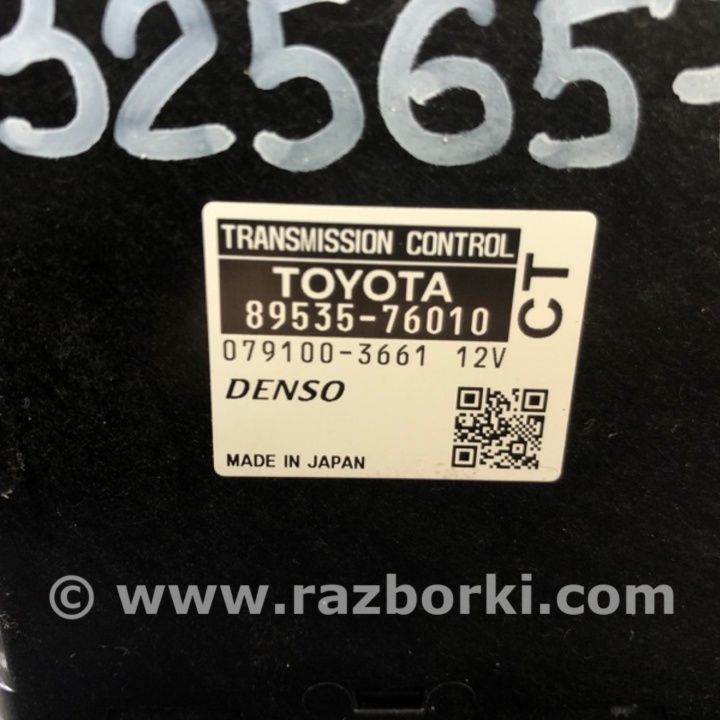 32565-
TRANSMISSION CONTROL
TOYOTA
89535-76010
CT
079100-3661 12V
DENSO
MADE IN JAPAN
© www.razborki.com